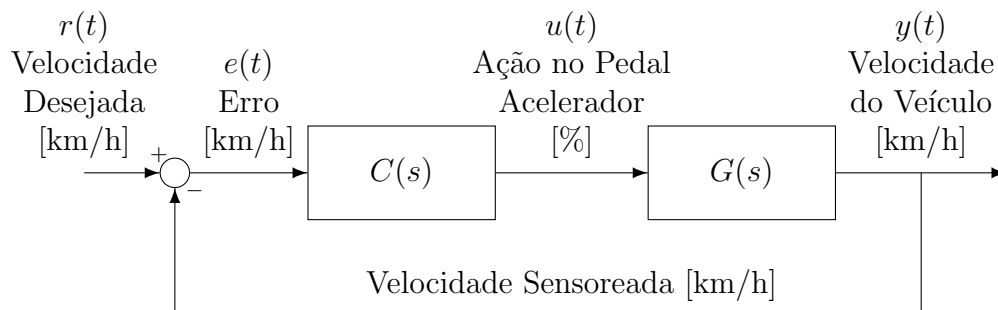 r(t)
Velocidade
Desejada
[km/h]
+
−
e(t)
Erro
[km/h]
C(s)
u(t)
Ação no Pedal
Acelerador
[%]
G(s)
y(t)
Velocidade
do Veículo
[km/h]
Velocidade Sensoreada [km/h]